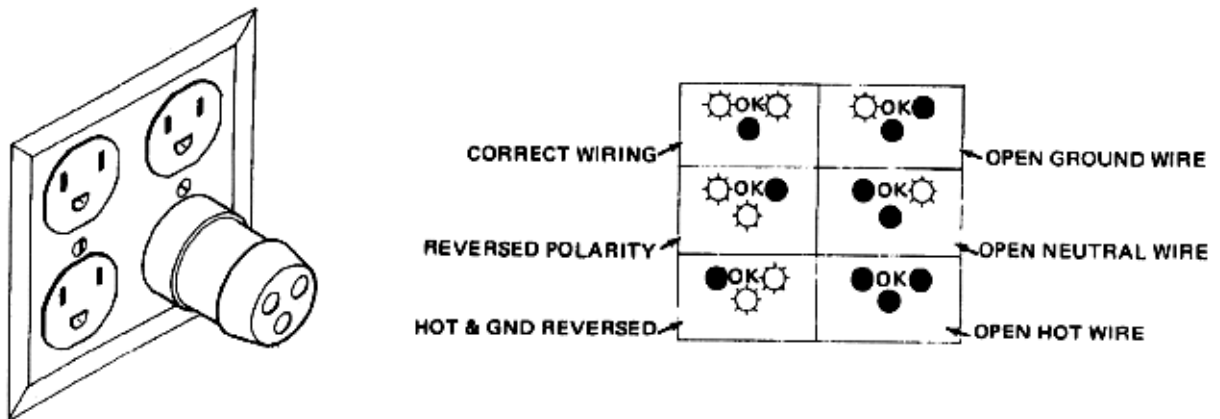 OK OK
CORRECT WIRING OPEN GROUND WIRE
OK OK
REVERSED POLARITY OPEN NEUTRAL WIRE
OK OK
HOT & GND REVERSED OPEN HOT WIRE